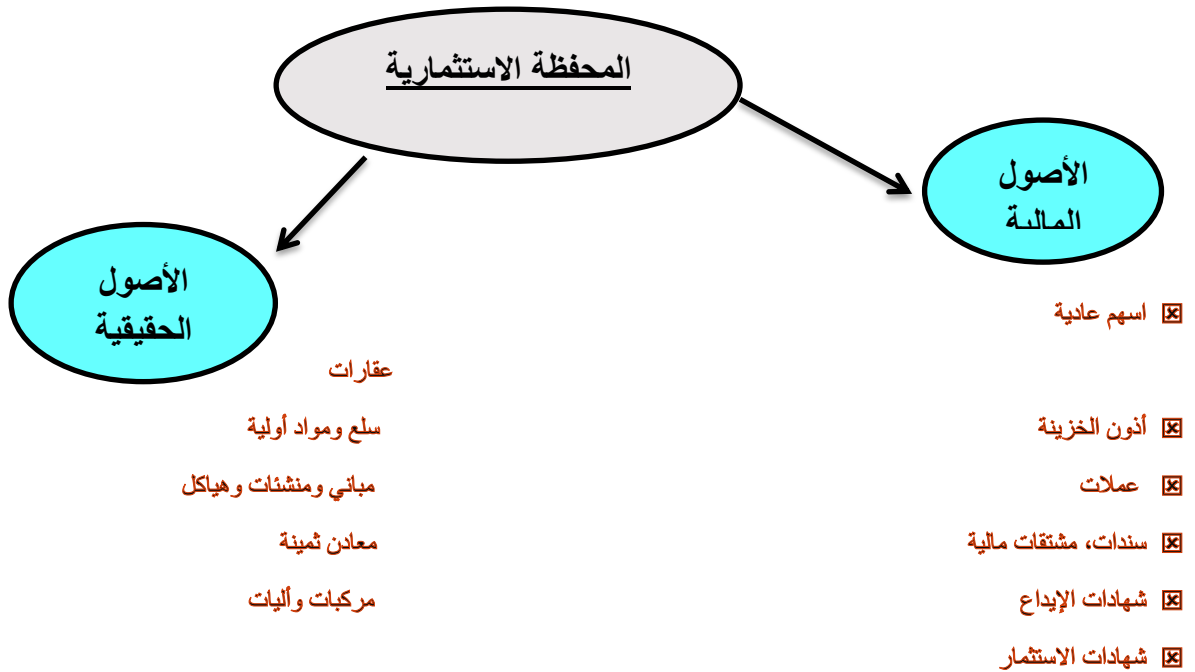 المحفظة الاستثمارية
الأصول
المالية
الأصول
الحقيقية
اسهم عادية
عقارات
أذون الخزينة
سلع ومواد أولية
عملات
مباني ومنشئات وهياكل
سندات، مشتقات مالية
معادن ثمينة
شهادات الإيداع
مركبات وأليات
شهادات الاستثمار